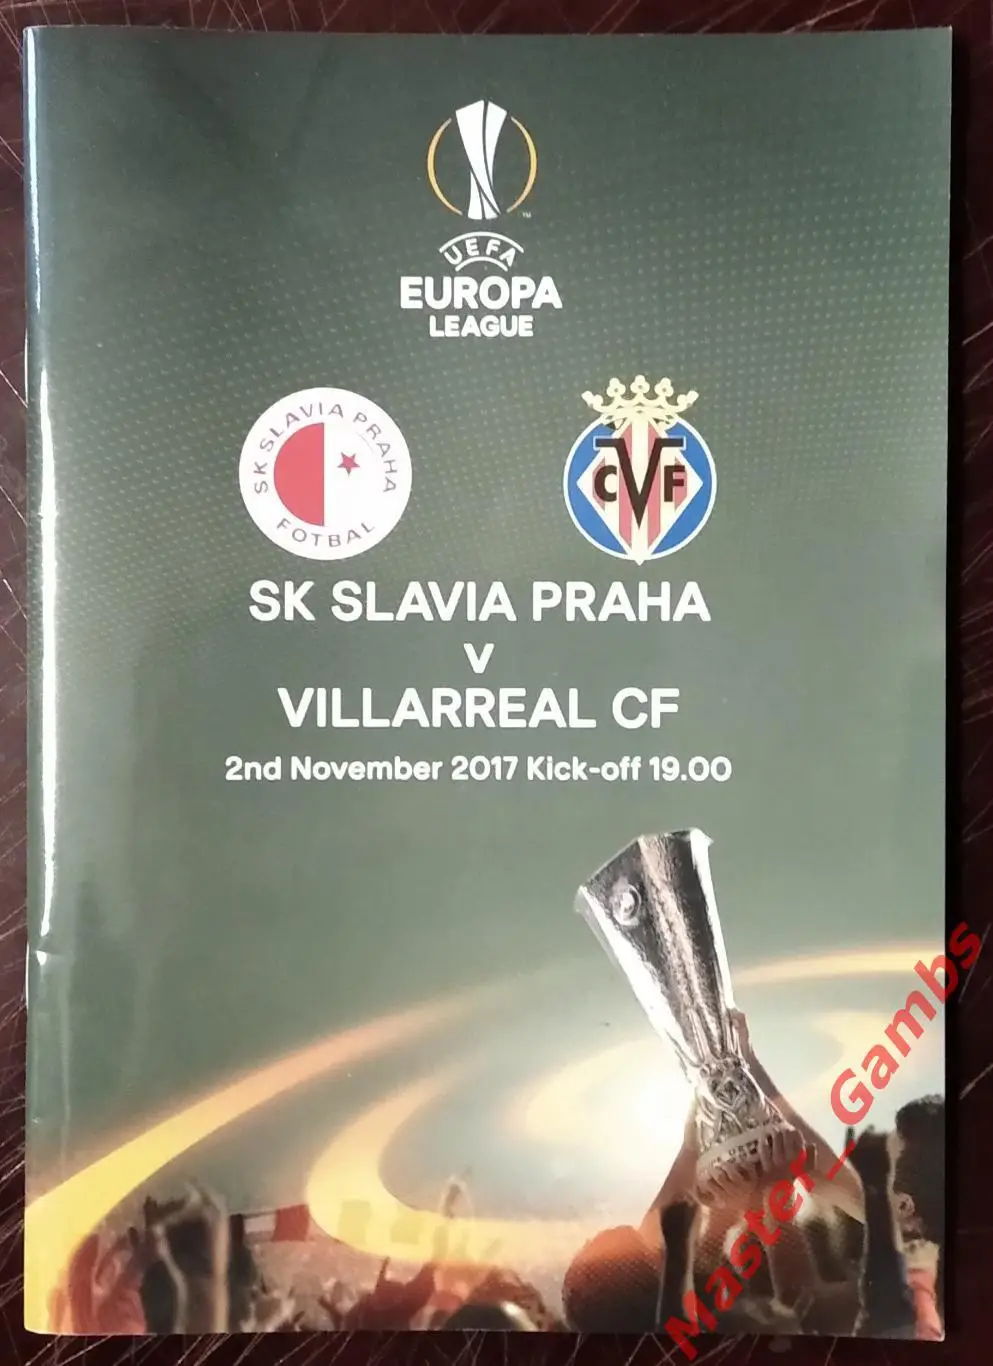 UEFA
EUROPA
LEAGUE
SK SLAVIA PRAHA
FOTBAL
CVF
SK SLAVIA PRAHA
v
VILLARREAL CF
2nd November 2017 Kick-off 19.00
Master_Gambs